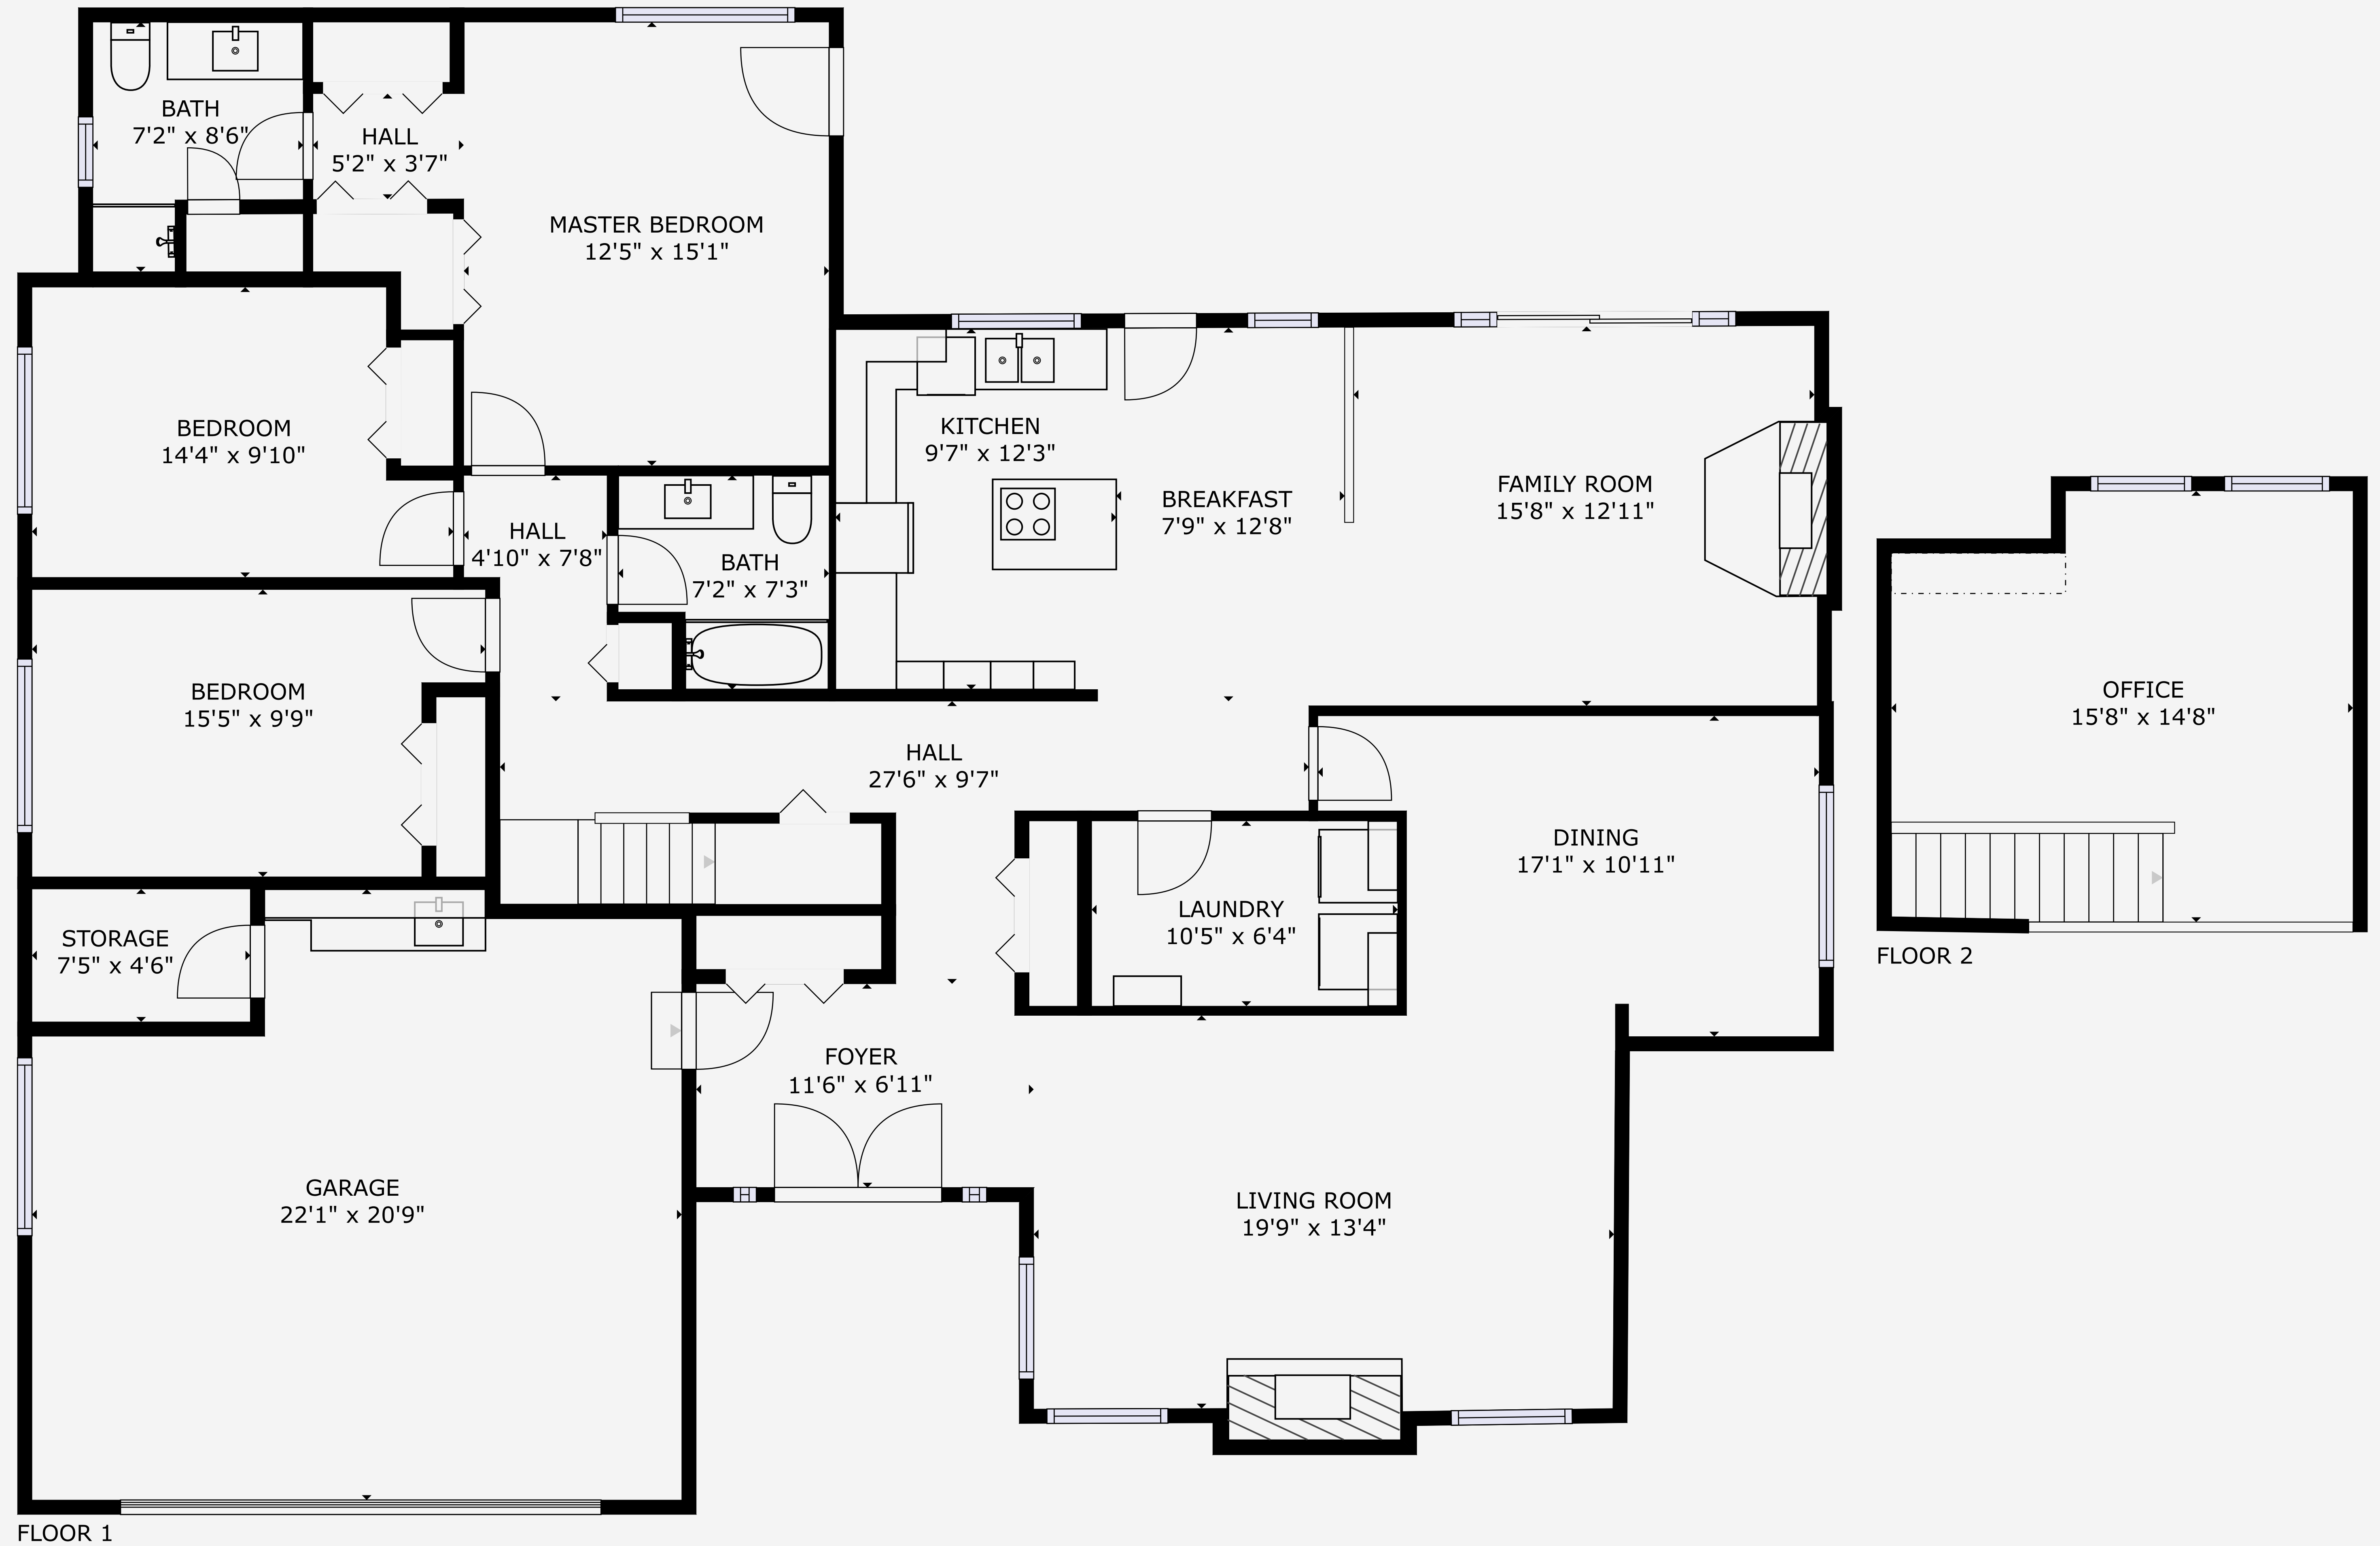 BATH
7'2" x 8'6"
HALL
5'2" x 3'7"
MASTER BEDROOM
12'5" x 15'1"
BEDROOM
14'4" x 9'10"
KITCHEN
9'7" x 12'3"
BREAKFAST
7'9" x 12'8"
FAMILY ROOM
15'8" x 12'11"
HALL
4'10" x 7'8"
BATH
7'2" x 7'3"
BEDROOM
15'5" x 9'9"
OFFICE
15'8" x 14'8"
HALL
27'6" x 9'7"
DINING
17'1" x 10'11"
LAUNDRY
10'5" x 6'4"
STORAGE
7'5" x 4'6"
FLOOR 2
FOYER
11'6" x 6'11"
GARAGE
22'1" x 20'9"
LIVING ROOM
19'9" x 13'4"
FLOOR 1